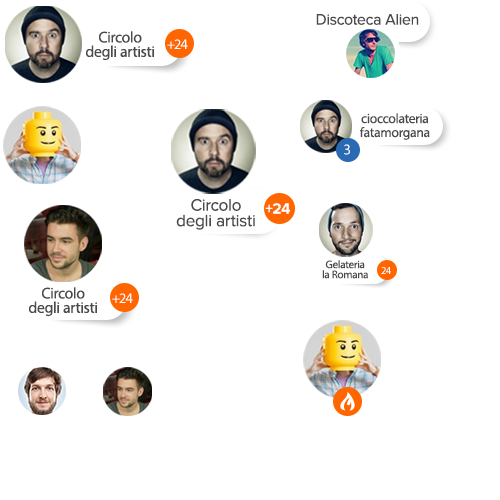 Circolo
degli artisti
+24
Discoteca Alien
cioccolateria
fatamorgana
3
Circolo
degli artisti
+24
Gelateria
la Romana
24
Circolo
degli artisti
+24